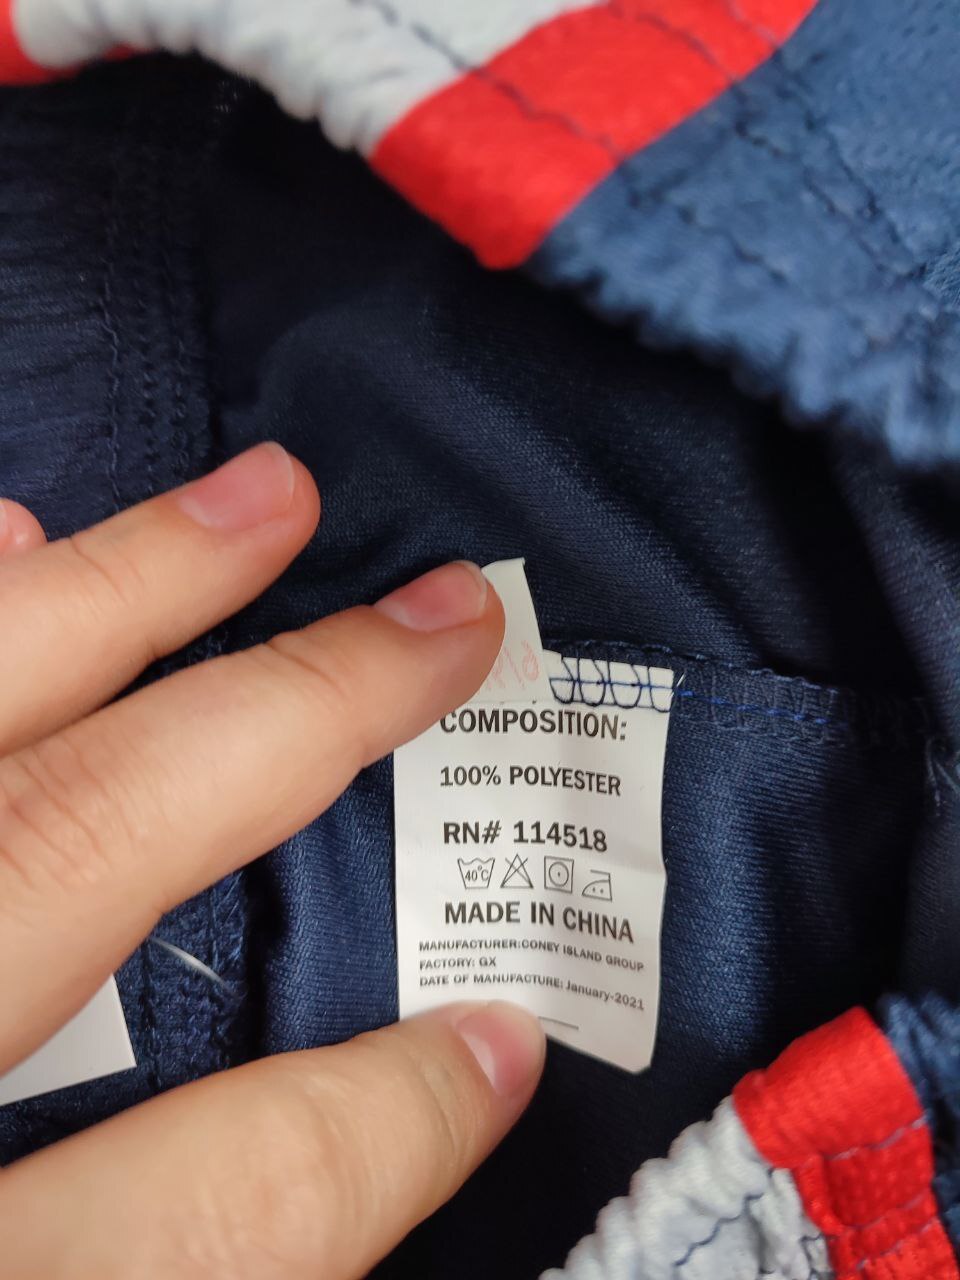 COMPOSITION:
100% POLYESTER
RN# 114518
40°C
MADE IN CHINA
MANUFACTURER:CONEY ISLAND GROUP
FACTORY: GX
DATE OF MANUFACTURE: January-2021